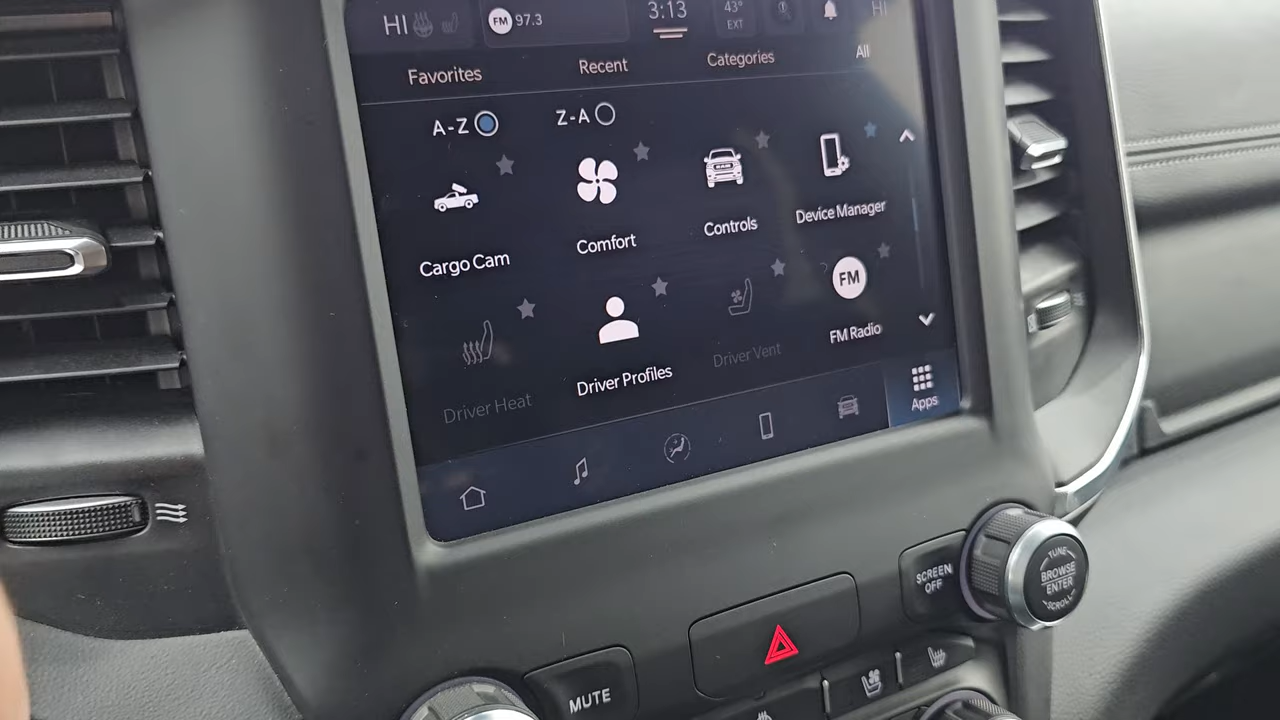 HI FM 97.3 3:13 43° EXT HI
Favorites Recent Categories All
A-Z Z-A
Cargo Cam Comfort Controls Device Manager
FM
Driver Heat Driver Profiles Driver Vent FM Radio
Apps
SCREEN OFF
TUNE
BROWSE
ENTER
SCROLL
MUTE